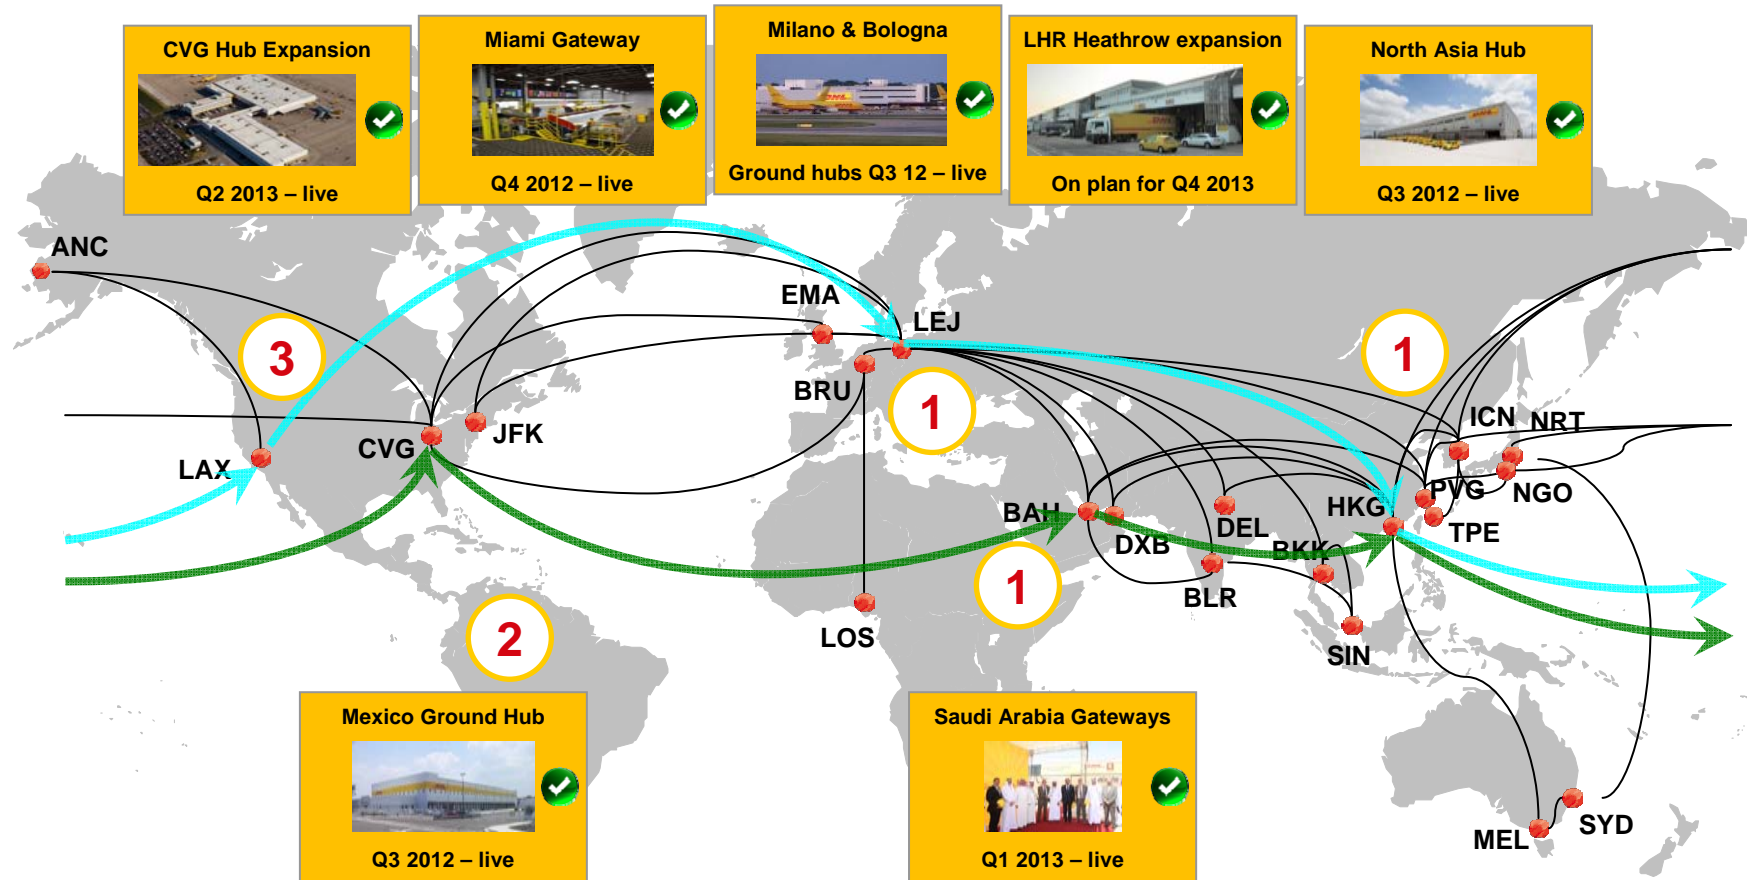 CVG Hub Expansion
Q2 2013 – live
Miami Gateway
Q4 2012 – live
Milano & Bologna
DHL
Ground hubs Q3 12 – live
LHR Heathrow expansion
On plan for Q4 2013
North Asia Hub
Q3 2012 – live
ANC
EMA
LEJ
3
1
BRU
1
ICN
NRT
JFK
CVG
LAX
PVG
NGO
HKG
BAH
DEL
TPE
DXB
BKK
1
BLR
LOS
2
SIN
Mexico Ground Hub
Q3 2012 – live
Saudi Arabia Gateways
Q1 2013 – live
MEL
SYD